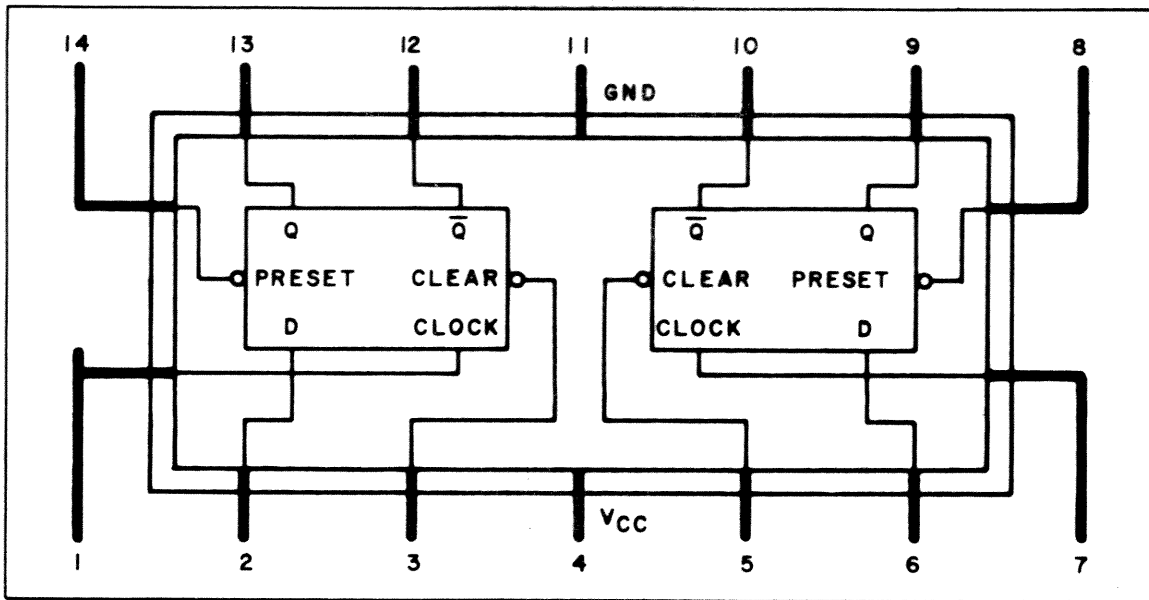 14 13 12 11 10 9 8
GND
Q Q̅ Q̅ Q
PRESET CLEAR CLEAR PRESET
D CLOCK CLOCK D
VCC
1 2 3 4 5 6 7